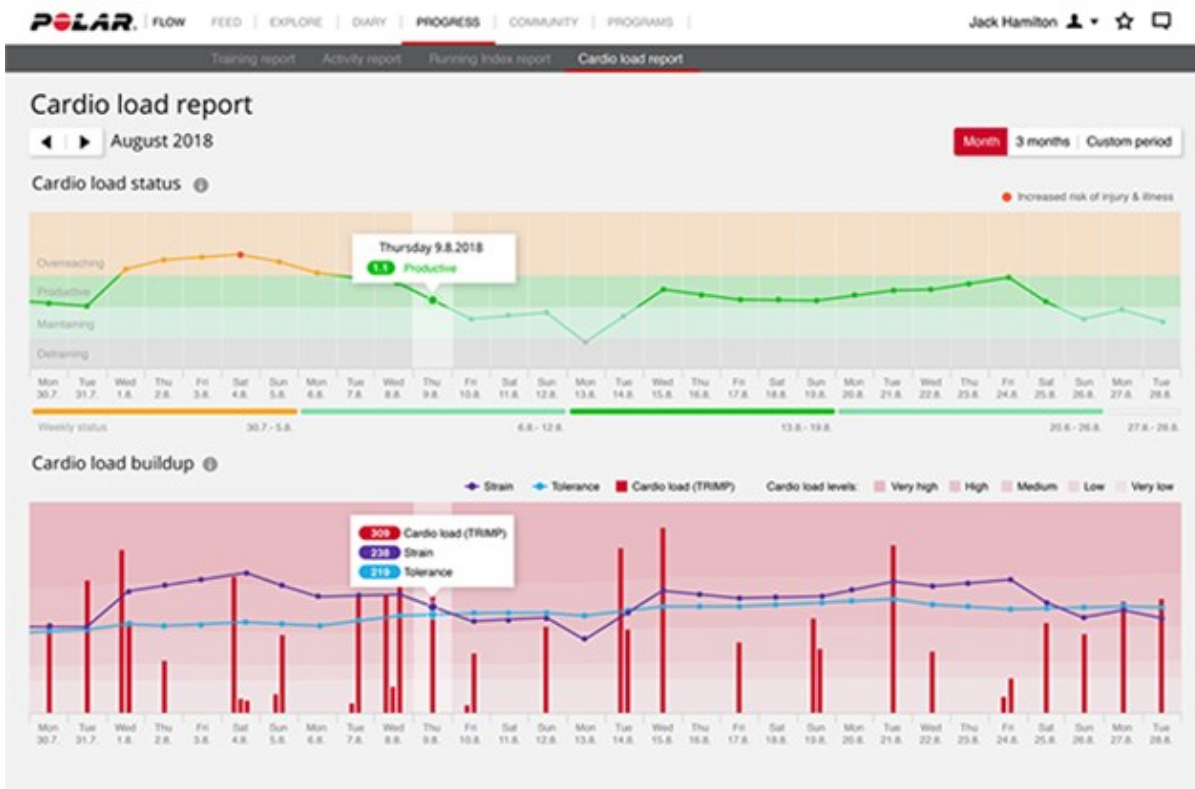 POLAR. FLOW FEED EXPLORE DIARY PROGRESS COMMUNITY PROGRAMS Jack Hamilton
Training report Activity report Running Index report Cardio load report
Cardio load report
August 2018 Month 3 months Custom period
Cardio load status
Increased risk of injury & illness
Thursday 9.8.2018
1.1 Productive
Overreaching
Productive
Maintaining
Detraining
Mon Tue Wed Thu Fri Sat Sun Mon Tue Wed Thu Fri Sat Sun Mon Tue Wed Thu Fri Sat Sun Mon Tue Wed Thu Fri Sat Sun Mon Tue
30.7. 31.7. 1.8. 2.8. 3.8. 4.8. 5.8. 6.8. 7.8. 8.8. 9.8. 10.8. 11.8. 12.8. 13.8. 14.8. 15.8. 16.8. 17.8. 18.8. 19.8. 20.8. 21.8. 22.8. 23.8. 24.8. 25.8. 26.8. 27.8. 28.8.
Weekly status 30.7.- 5.8. 6.8.- 12.8. 13.8.- 19.8. 20.8.- 26.8. 27.8.- 28.8.
Cardio load buildup
Strain Tolerance Cardio load (TRIMP) Cardio load levels: Very high High Medium Low Very low
309 Cardio load (TRIMP)
238 Strain
219 Tolerance
Mon Tue Wed Thu Fri Sat Sun Mon Tue Wed Thu Fri Sat Sun Mon Tue Wed Thu Fri Sat Sun Mon Tue Wed Thu Fri Sat Sun Mon Tue
30.7. 31.7. 1.8. 2.8. 3.8. 4.8. 5.8. 6.8. 7.8. 8.8. 9.8. 10.8. 11.8. 12.8. 13.8. 14.8. 15.8. 16.8. 17.8. 18.8. 19.8. 20.8. 21.8. 22.8. 23.8. 24.8. 25.8. 26.8. 27.8. 28.8.